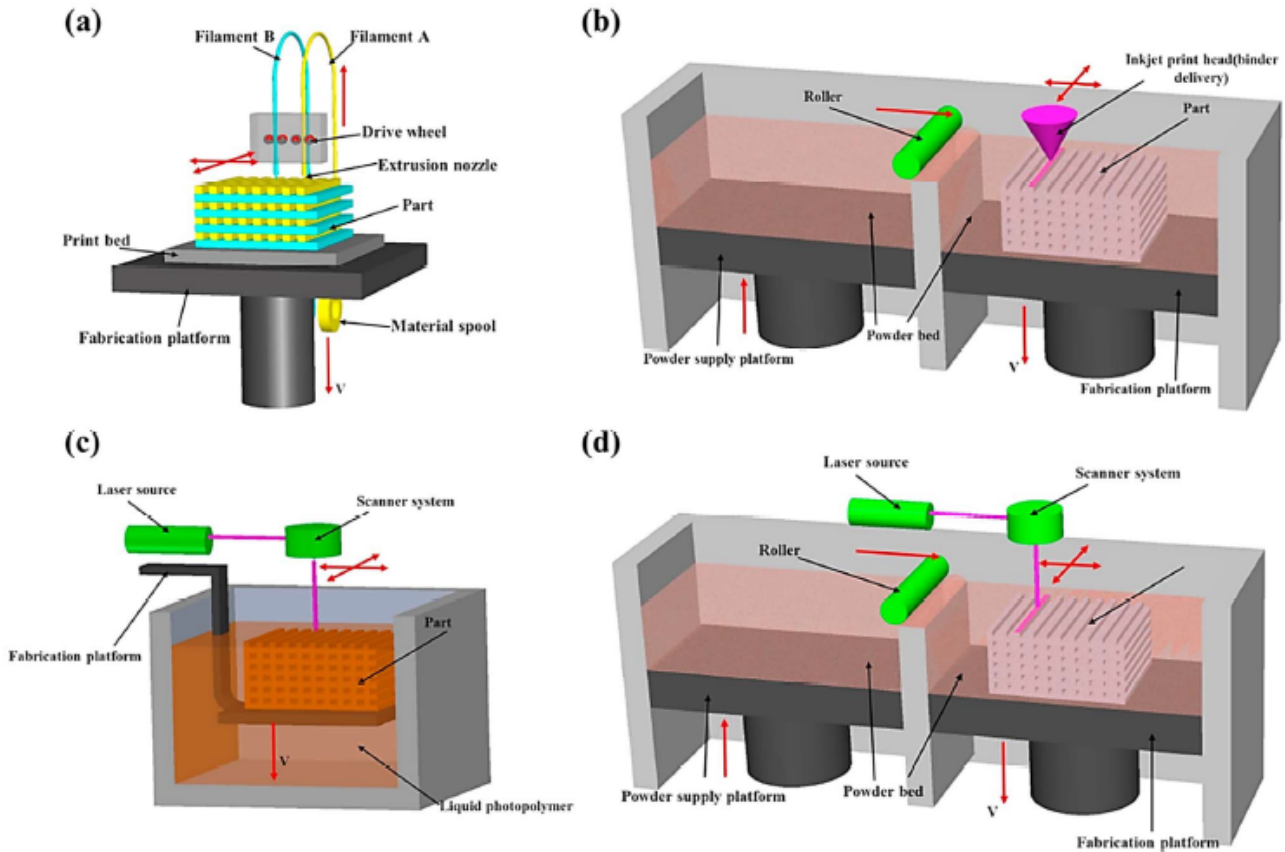 (a)
Filament B
Filament A
Drive wheel
Extrusion nozzle
Part
Print bed
Fabrication platform
Material spool
V
(b)
Inkjet print head(binder
delivery)
Roller
Part
Powder bed
Powder supply platform
V
Fabrication platform
(c)
Laser source
Scanner system
Part
Fabrication platform
V
Liquid photopolymer
(d)
Laser source
Scanner system
Roller
Powder supply platform
Powder bed
V
Fabrication platform